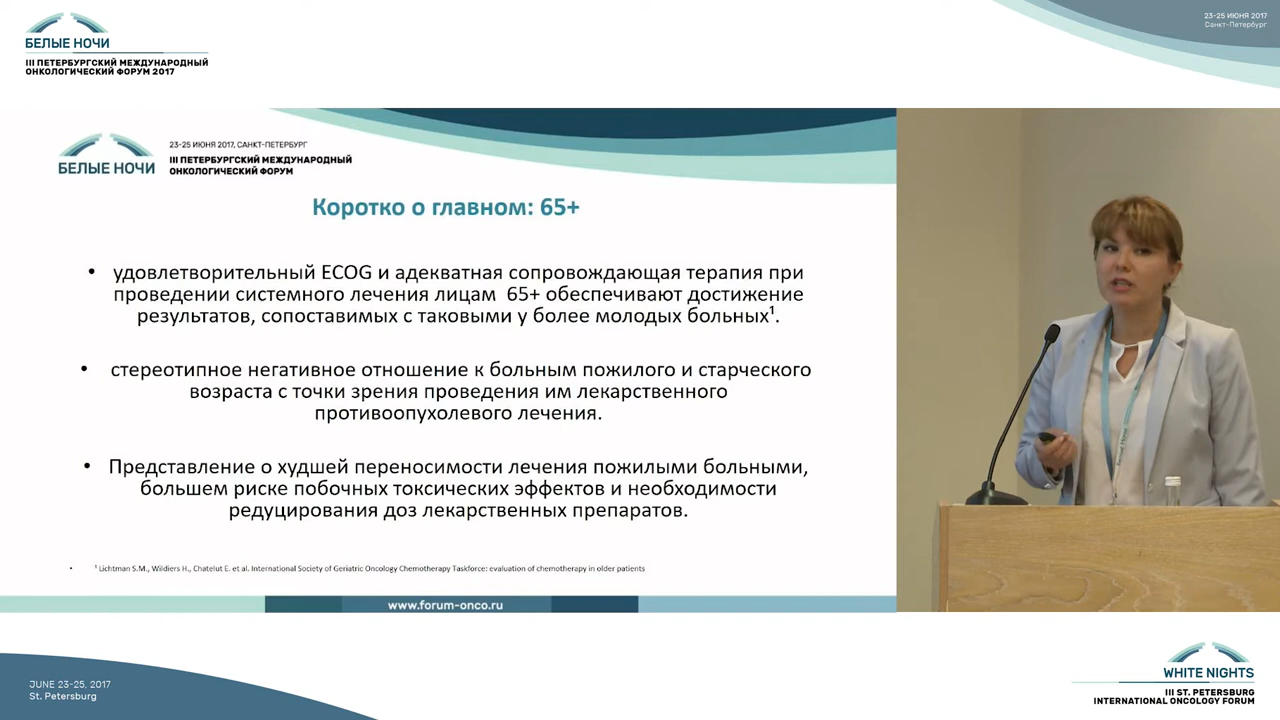 БЕЛЫЕ НОЧИ
III ПЕТЕРБУРГСКИЙ МЕЖДУНАРОДНЫЙ
ОНКОЛОГИЧЕСКИЙ ФОРУМ 2017
23-25 ИЮНЯ 2017
Санкт-Петербург
БЕЛЫЕ НОЧИ
23-25 ИЮНЯ 2017, САНКТ-ПЕТЕРБУРГ
III ПЕТЕРБУРГСКИЙ МЕЖДУНАРОДНЫЙ
ОНКОЛОГИЧЕСКИЙ ФОРУМ
Коротко о главном: 65+
• удовлетворительный ECOG и адекватная сопровождающая терапия при
проведении системного лечения лицам 65+ обеспечивают достижение
результатов, сопоставимых с таковыми у более молодых больных¹.
• стереотипное негативное отношение к больным пожилого и старческого
возраста с точки зрения проведения им лекарственного
противоопухолевого лечения.
• Представление о худшей переносимости лечения пожилыми больными,
большем риске побочных токсических эффектов и необходимости
редуцирования доз лекарственных препаратов.
• ¹ Lichtman S.M., Wildiers H., Chatelut E. et al. International Society of Geriatric Oncology Chemotherapy Taskforce: evaluation of chemotherapy in older patients
www.forum-onco.ru
JUNE 23-25, 2017
St. Petersburg
WHITE NIGHTS
III ST. PETERSBURG
INTERNATIONAL ONCOLOGY FORUM